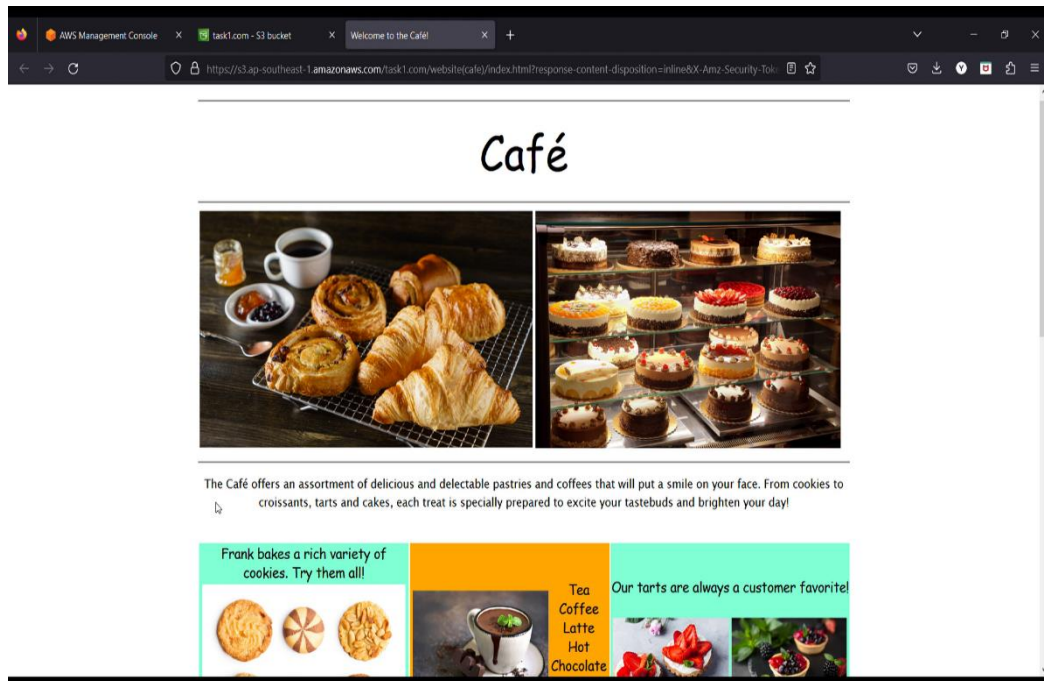 AWS Management Console
task1.com - S3 bucket
Welcome to the Café!
https://s3.ap-southeast-1.amazonaws.com/task1.com/website(cafe)/index.html?response-content-disposition=inline&X-Amz-Security-Tok
Café
The Café offers an assortment of delicious and delectable pastries and coffees that will put a smile on your face. From cookies to
croissants, tarts and cakes, each treat is specially prepared to excite your tastebuds and brighten your day!
Frank bakes a rich variety of
cookies. Try them all!
Tea
Coffee
Latte
Hot
Chocolate
Our tarts are always a customer favorite!